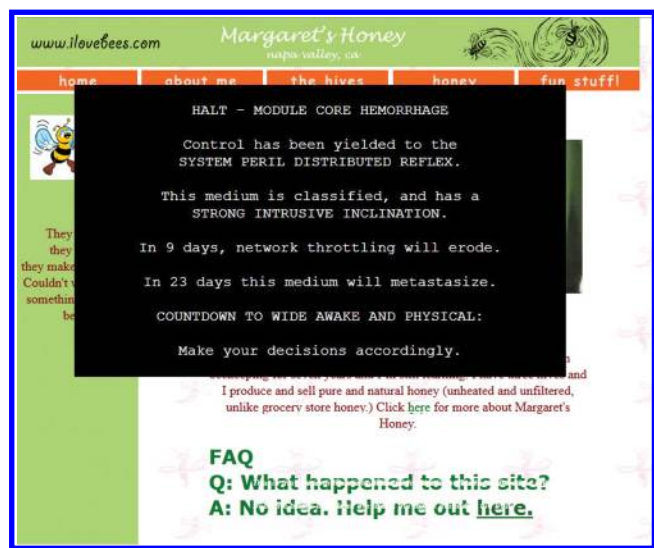 www.ilovebees.com
Margaret's Honey
napa valley, ca
home about me the hives honey fun stuff!
HALT - MODULE CORE HEMORRHAGE
Control has been yielded to the
SYSTEM PERIL DISTRIBUTED REFLEX.
This medium is classified, and has a
STRONG INTRUSIVE INCLINATION.
In 9 days, network throttling will erode.
In 23 days this medium will metastasize.
COUNTDOWN TO WIDE AWAKE AND PHYSICAL:
Make your decisions accordingly.
They
they
they make
Couldn't
I produce and sell pure and natural honey (unheated and unfiltered,
unlike grocery store honey.) Click here for more about Margaret's
Honey.
FAQ
Q: What happened to this site?
A: No idea. Help me out here.